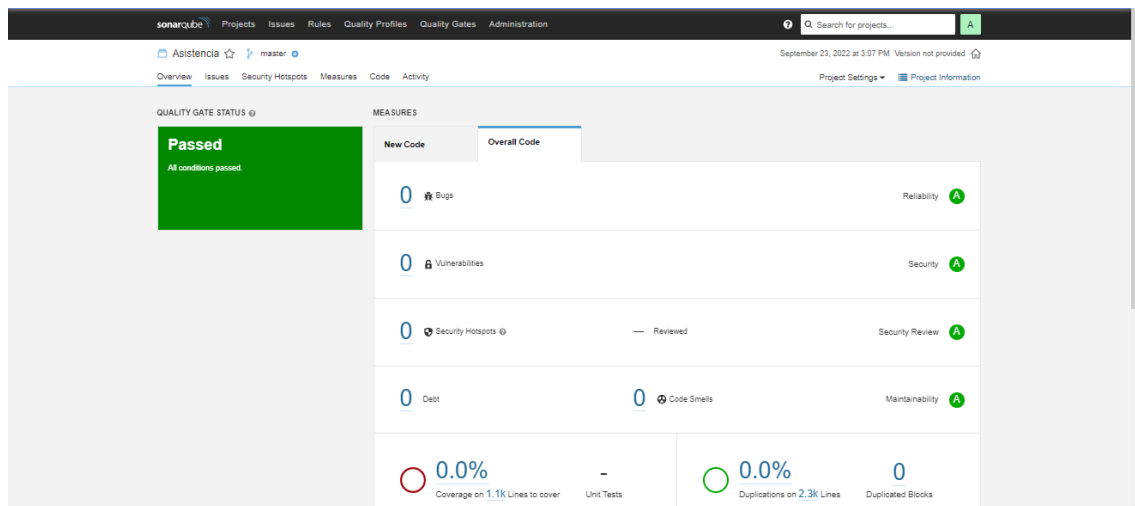 sonarqube Projects Issues Rules Quality Profiles Quality Gates Administration ? Search for projects... A
Asistencia master September 23, 2022 at 3:07 PM Version not provided
Overview Issues Security Hotspots Measures Code Activity Project Settings Project Information
QUALITY GATE STATUS ? MEASURES
Passed
All conditions passed.
New Code Overall Code
0 Bugs Reliability A
0 Vulnerabilities Security A
0 Security Hotspots ? — Reviewed Security Review A
0 Debt 0 Code Smells Maintainability A
0.0% - 0.0% 0
Coverage on 1.1k Lines to cover Unit Tests Duplications on 2.3k Lines Duplicated Blocks